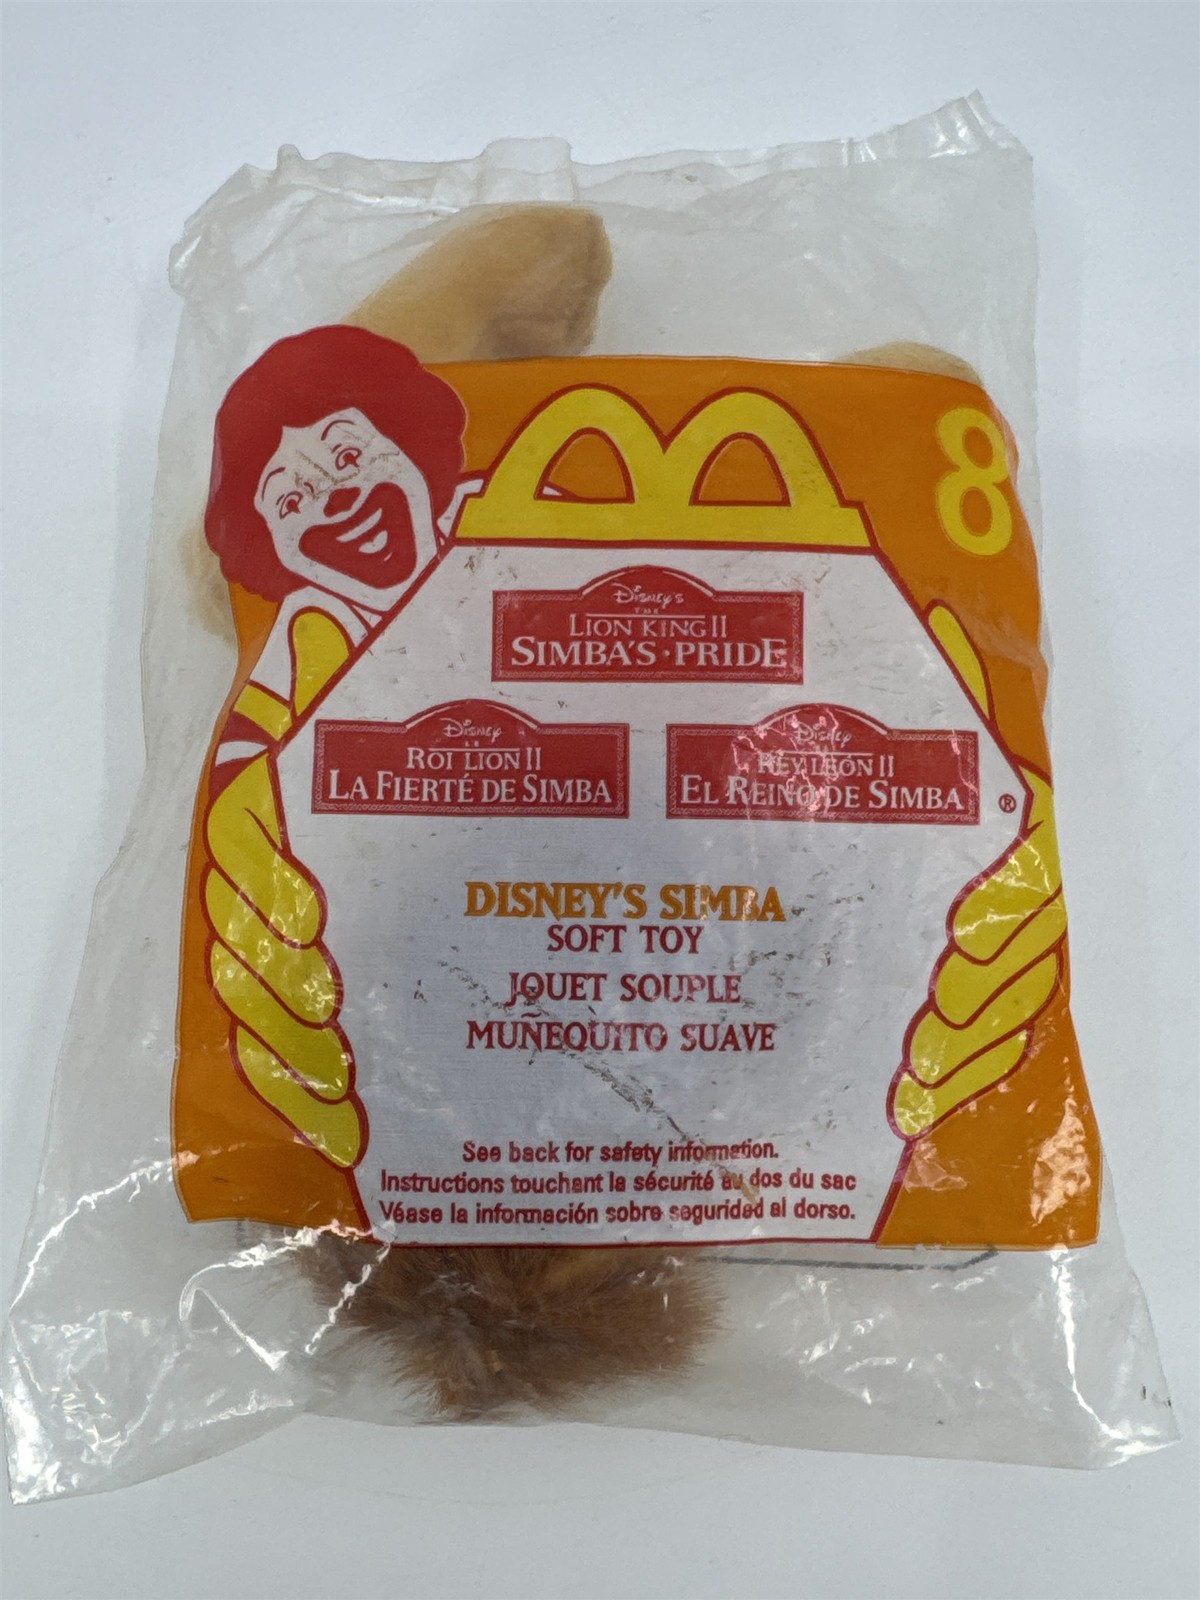 8
Disney's
THE
LION KING II
SIMBA'S · PRIDE
Disney
LE
ROI LION II
LA FIERTÉ DE SIMBA
Disney
REY LEÓN II
EL REINO DE SIMBA
®
DISNEY'S SIMBA
SOFT TOY
JOUET SOUPLE
MUÑEQUITO SUAVE
See back for safety information.
Instructions touchant la sécurité au dos du sac
Véase la información sobre seguridad al dorso.